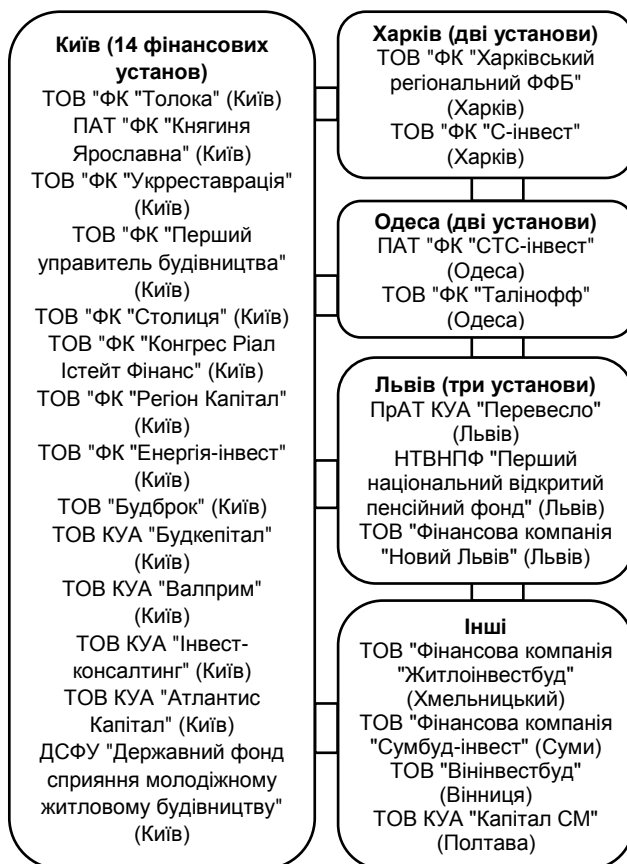 Київ (14 фінансових
установ)
ТОВ "ФК "Толока" (Київ)
ПАТ "ФК "Княгиня
Ярославна" (Київ)
ТОВ "ФК "Укрреставрація"
(Київ)
ТОВ "ФК "Перший
управитель будівництва"
(Київ)
ТОВ "ФК "Столиця" (Київ)
ТОВ "ФК "Конгрес Ріал
Істейт Фінанс" (Київ)
ТОВ "ФК "Регіон Капітал"
(Київ)
ТОВ "ФК "Енергія-інвест"
(Київ)
ТОВ "Будброк" (Київ)
ТОВ КУА "Будкепітал"
(Київ)
ТОВ КУА "Валприм"
(Київ)
ТОВ КУА "Інвест-
консалтинг" (Київ)
ТОВ КУА "Атлантис
Капітал" (Київ)
ДСФУ "Державний фонд
сприяння молодіжному
житловому будівництву"
(Київ)
Харків (дві установи)
ТОВ "ФК "Харківський
регіональний ФФБ"
(Харків)
ТОВ "ФК "С-інвест"
(Харків)
Одеса (дві установи)
ПАТ "ФК "СТС-інвест"
(Одеса)
ТОВ "ФК "Талінофф"
(Одеса)
Львів (три установи)
ПрАТ КУА "Перевесло"
(Львів)
НТВНПФ "Перший
національний відкритий
пенсійний фонд" (Львів)
ТОВ "Фінансова компанія
"Новий Львів" (Львів)
Інші
ТОВ "Фінансова компанія
"Житлоінвестбуд"
(Хмельницький)
ТОВ "Фінансова компанія
"Сумбуд-інвест" (Суми)
ТОВ "Вінінвестбуд"
(Вінниця)
ТОВ КУА "Капітал СМ"
(Полтава)